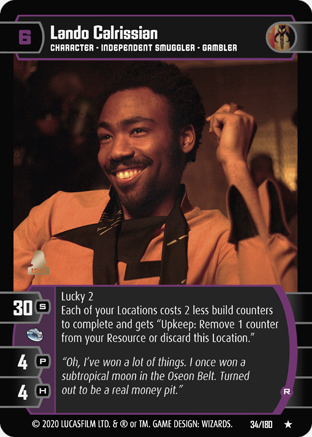 6
Lando Calrissian
CHARACTER - INDEPENDENT SMUGGLER - GAMBLER
30 S
Lucky 2
Each of your Locations costs 2 less build counters
to complete and gets “Upkeep: Remove 1 counter
from your Resource or discard this Location.”
4 P
“Oh, I’ve won a lot of things. I once won a
subtropical moon in the Oseon Belt. Turned
out to be a real money pit.”
4 H
R
© 2020 LUCASFILM LTD. & ® or TM. GAME DESIGN: WIZARDS.
34/180